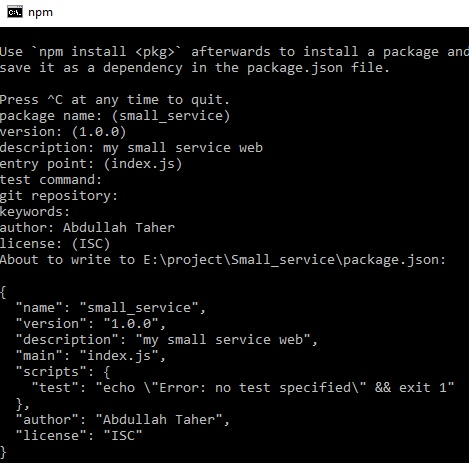 npm
Use `npm install <pkg>` afterwards to install a package and
save it as a dependency in the package.json file.
Press ^C at any time to quit.
package name: (small_service)
version: (1.0.0)
description: my small service web
entry point: (index.js)
test command:
git repository:
keywords:
author: Abdullah Taher
license: (ISC)
About to write to E:\project\Small_service\package.json:
{
  "name": "small_service",
  "version": "1.0.0",
  "description": "my small service web",
  "main": "index.js",
  "scripts": {
    "test": "echo \"Error: no test specified\" && exit 1"
  },
  "author": "Abdullah Taher",
  "license": "ISC"
}